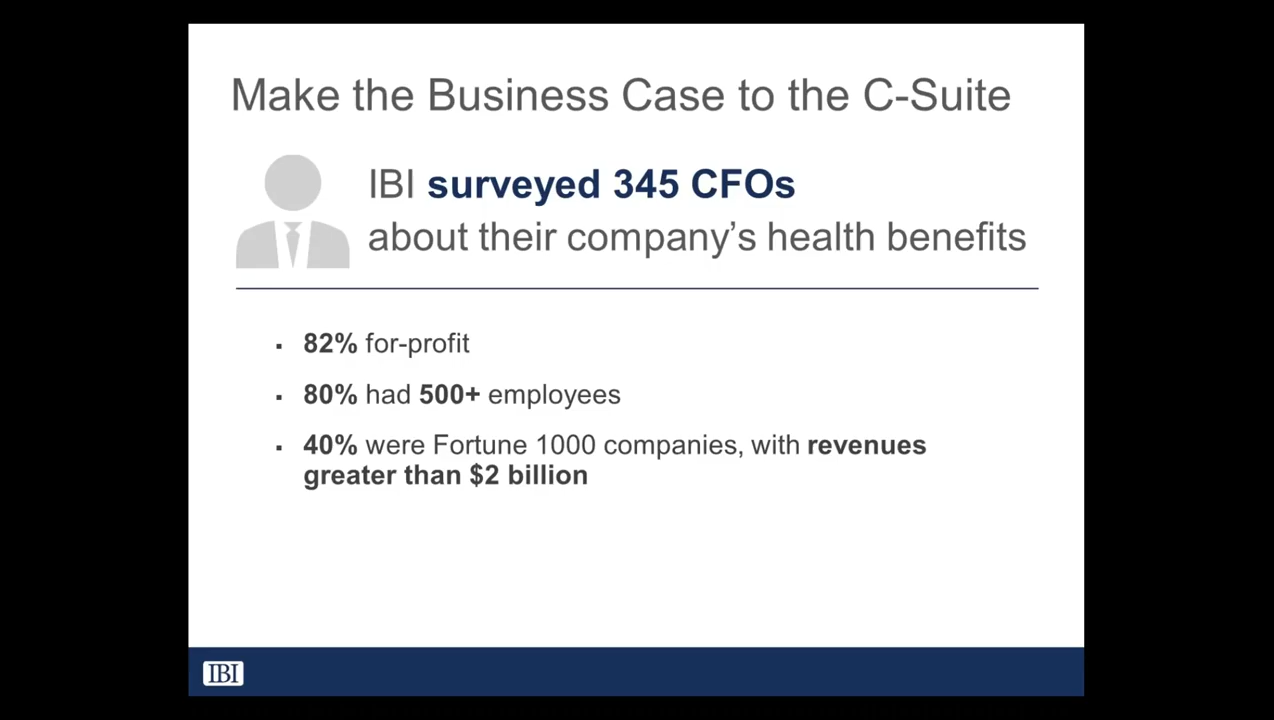 Make the Business Case to the C-Suite
IBI surveyed 345 CFOs
about their company's health benefits
▪ 82% for-profit
▪ 80% had 500+ employees
▪ 40% were Fortune 1000 companies, with revenues
greater than $2 billion
IBI